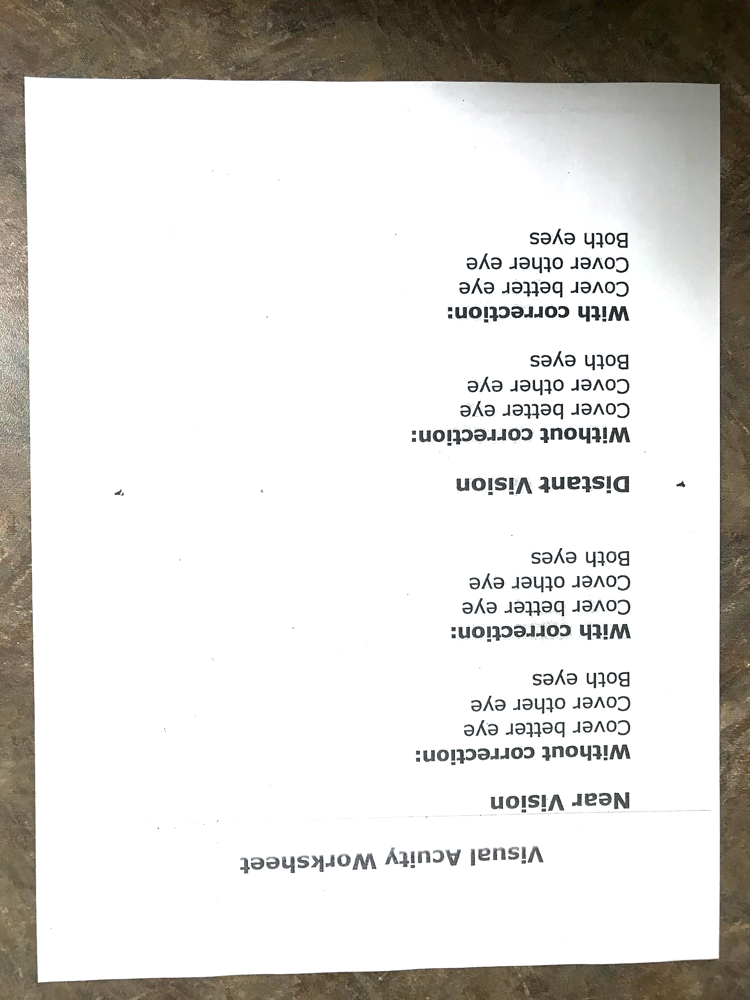 Visual Acuity Worksheet
Near Vision
Without correction:
Cover better eye
Cover other eye
Both eyes
With correction:
Cover better eye
Cover other eye
Both eyes
Distant Vision
Without correction:
Cover better eye
Cover other eye
Both eyes
With correction:
Cover better eye
Cover other eye
Both eyes